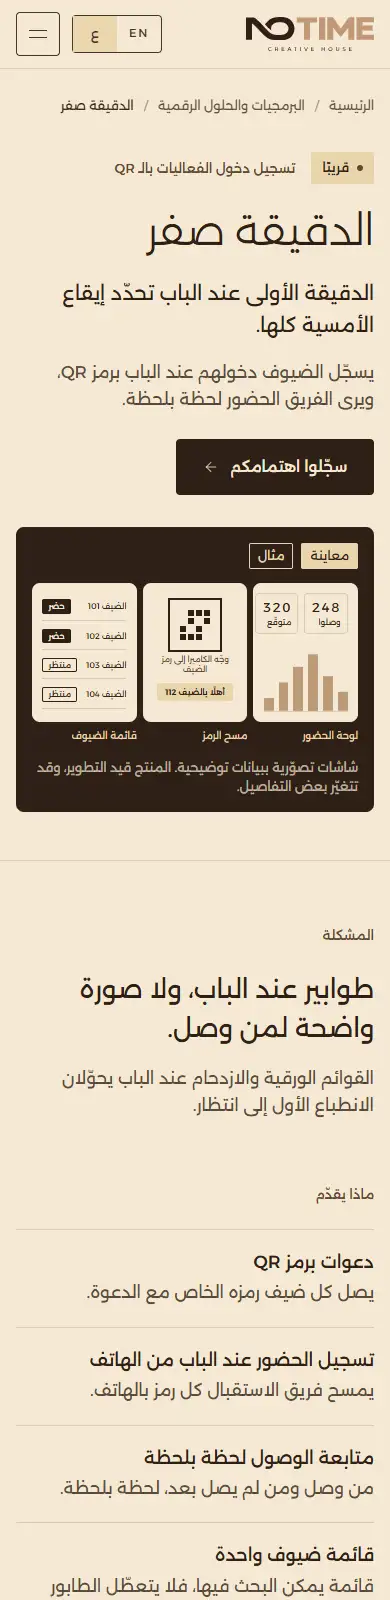 NOTIME
CREATIVE HOUSE
ع
EN
الرئيسية / البرمجيات والحلول الرقمية / الدقيقة صفر
قريبًا
تسجيل دخول الفعاليات بالـ QR
الدقيقة صفر
الدقيقة الأولى عند الباب تحدّد إيقاع
الأمسية كلها.
يسجّل الضيوف دخولهم عند الباب برمز QR،
ويرى الفريق الحضور لحظة بلحظة.
سجّلوا اهتمامكم ←
معاينة
مثال
248
وصلوا
320
متوقّع
لوحة الحضور
وجّه الكاميرا إلى رمز
الضيف
أهلًا بالضيف 112
مسح الرمز
الضيف 101 حضر
الضيف 102 حضر
الضيف 103 منتظر
الضيف 104 منتظر
قائمة الضيوف
شاشات تصوّرية ببيانات توضيحية. المنتج قيد التطوير، وقد
تتغيّر بعض التفاصيل.
المشكلة
طوابير عند الباب، ولا صورة
واضحة لمن وصل.
القوائم الورقية والازدحام عند الباب يحوّلان
الانطباع الأول إلى انتظار.
ماذا يقدّم
دعوات برمز QR
يصل كل ضيف رمزه الخاص مع الدعوة.
تسجيل الحضور عند الباب من الهاتف
يمسح فريق الاستقبال كل رمز بالهاتف.
متابعة الوصول لحظة بلحظة
من وصل ومن لم يصل بعد، لحظة بلحظة.
قائمة ضيوف واحدة
قائمة يمكن البحث فيها، فلا يتعطّل الطابور